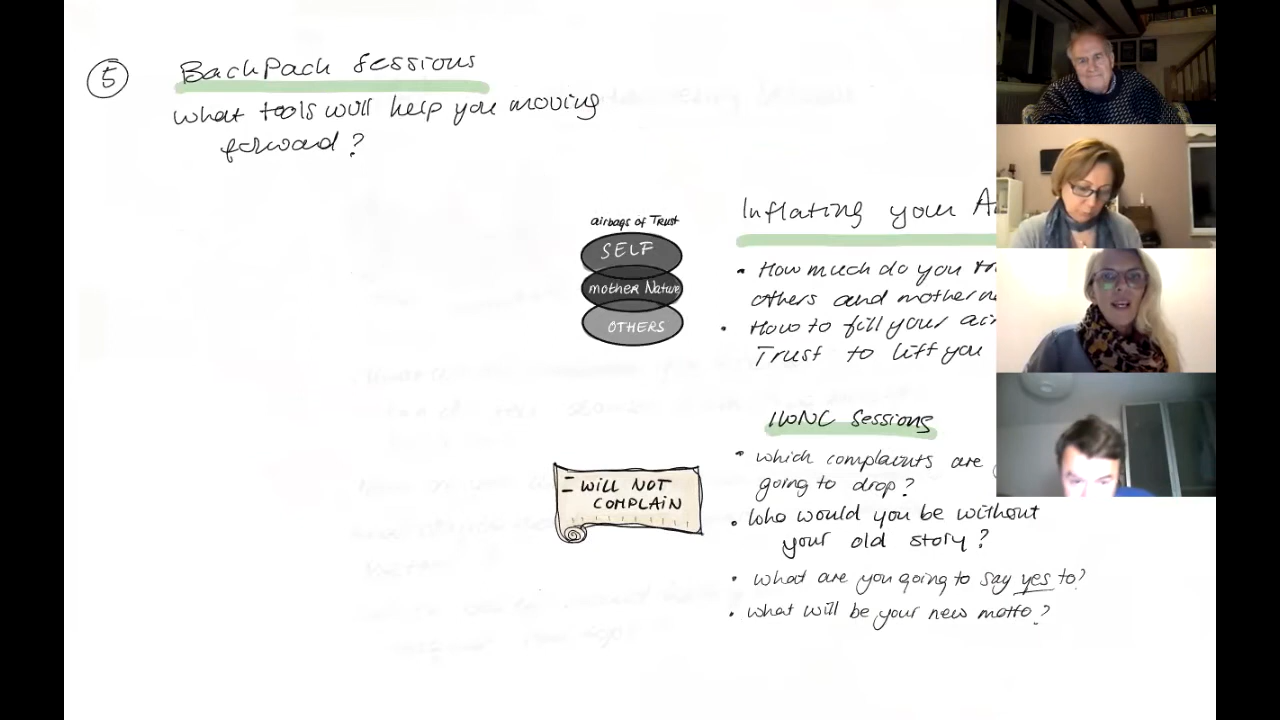 5
BackPack Sessions
what tools will help you moving
forward?
airbags of Trust
SELF
mother Nature
OTHERS
Inflating your
• How much do you
others and mother
• How to fill your
Trust to lift you
IWNC Sessions
• which complaints are
going to drop?
• Who would you be without
your old story?
• What are you going to say yes to?
• What will be your new motto?
I WILL NOT
COMPLAIN